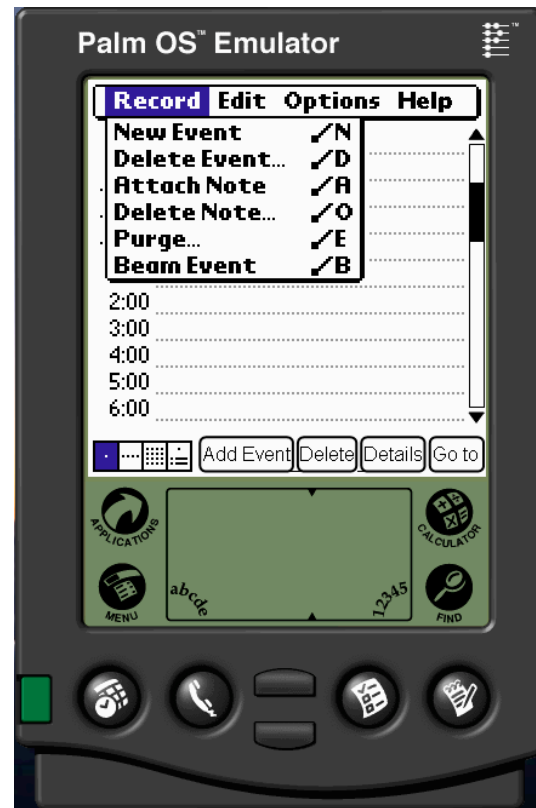 Palm OS™ Emulator
™
Record Edit Options Help
New Event /N
Delete Event... /D
Attach Note /A
Delete Note... /O
Purge... /E
Beam Event /B
2:00
3:00
4:00
5:00
6:00
Add Event Delete Details Go to
APPLICATIONS CALCULATOR
abcde 12345
MENU FIND